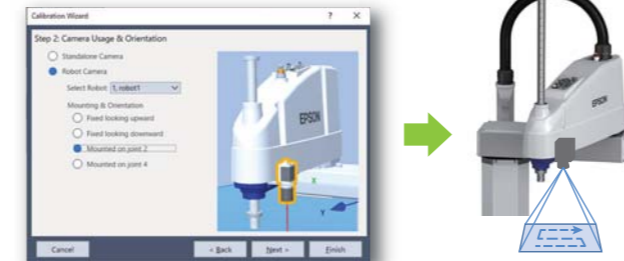 Calibration Wizard
? X
Step 2: Camera Usage & Orientation
Standalone Camera
Robot Camera
Select Robot: 1, robot1
Mounting & Orientation
Fixed looking upward
Fixed looking downward
Mounted on joint 2
Mounted on joint 4
EPSON
X
Y
Cancel
< Back
Next >
Finish
EPSON